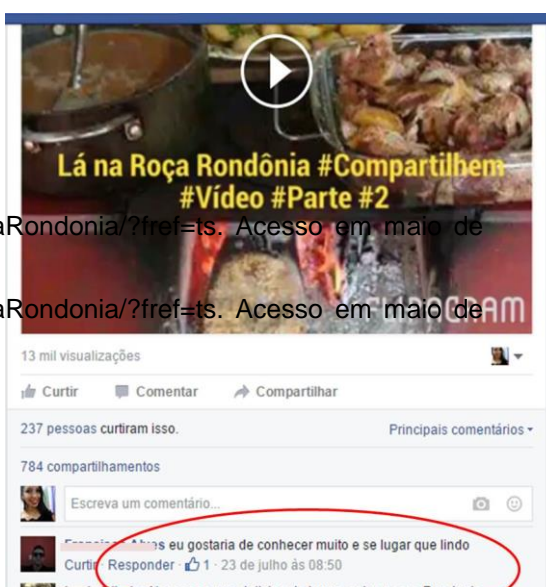 Lá na Roça Rondônia #Compartilhem
#Vídeo #Parte #2
aRondonia/?fref=ts. Acesso em maio de
aRondonia/?fref=ts. Acesso em maio de
13 mil visualizações
Curtir Comentar Compartilhar
237 pessoas curtiram isso. Principais comentários
784 compartilhamentos
Escreva um comentário...
eu gostaria de conhecer muito e se lugar que lindo
Curtir · Responder · 1 · 23 de julho às 08:50